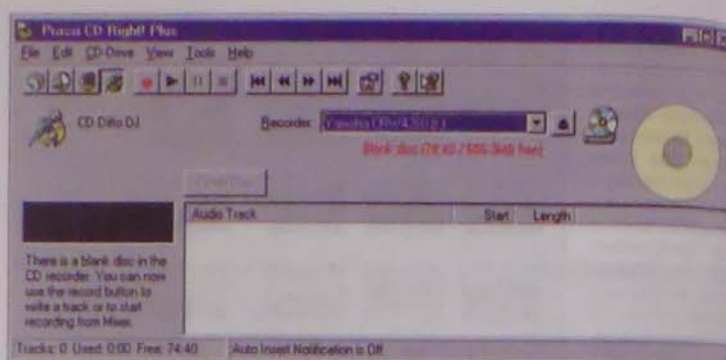 Prassi CD Right! Plus
File Edit CD-Drive View Tools Help
CD Ditto DJ
Recorder: Yamaha
Blank disc
Audio Track Start Length
There is a blank disc in the
CD recorder. You can now
use the record button to
write a track or to start
recording from Mixer.
Tracks: 0 Used: 0:00 Free: 74:40 Auto Insert Notification is Off